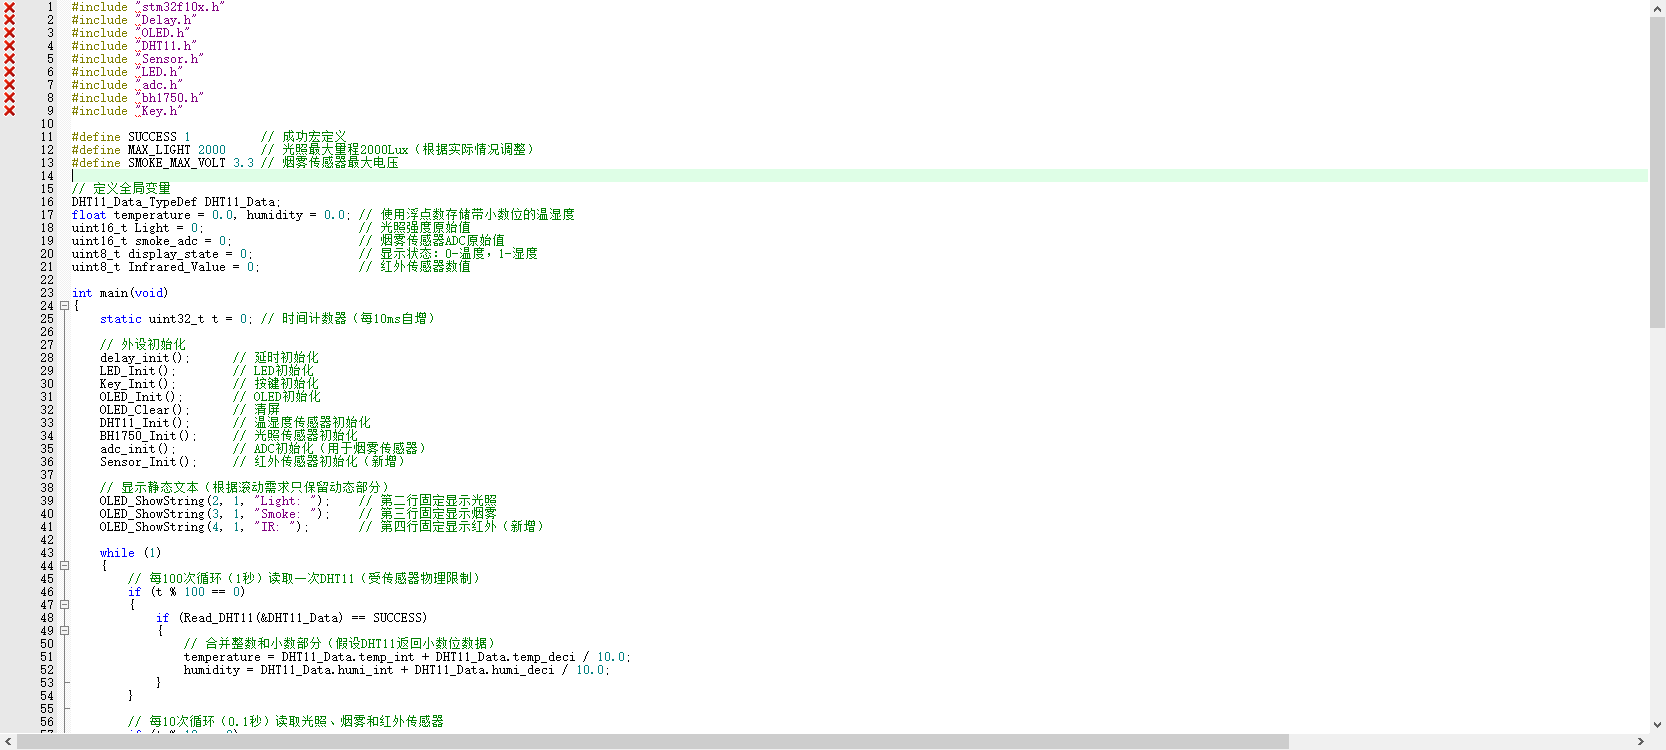 1 #include "stm32f10x.h"
2 #include "Delay.h"
3 #include "OLED.h"
4 #include "DHT11.h"
5 #include "Sensor.h"
6 #include "LED.h"
7 #include "adc.h"
8 #include "bh1750.h"
9 #include "Key.h"
10
11 #define SUCCESS 1          // 成功宏定义
12 #define MAX_LIGHT 2000     // 光照最大量程2000Lux（根据实际情况调整）
13 #define SMOKE_MAX_VOLT 3.3 // 烟雾传感器最大电压
14
15 // 定义全局变量
16 DHT11_Data_TypeDef DHT11_Data;
17 float temperature = 0.0, humidity = 0.0; // 使用浮点数存储带小数位的温湿度
18 uint16_t Light = 0;                      // 光照强度原始值
19 uint16_t smoke_adc = 0;                  // 烟雾传感器ADC原始值
20 uint8_t display_state = 0;               // 显示状态：0-温度，1-湿度
21 uint8_t Infrared_Value = 0;              // 红外传感器数值
22
23 int main(void)
24 {
25     static uint32_t t = 0; // 时间计数器（每10ms自增）
26
27     // 外设初始化
28     delay_init();      // 延时初始化
29     LED_Init();        // LED初始化
30     Key_Init();        // 按键初始化
31     OLED_Init();       // OLED初始化
32     OLED_Clear();      // 清屏
33     DHT11_Init();      // 温湿度传感器初始化
34     BH1750_Init();     // 光照传感器初始化
35     adc_init();        // ADC初始化（用于烟雾传感器）
36     Sensor_Init();     // 红外传感器初始化（新增）
37
38     // 显示静态文本（根据滚动需求只保留动态部分）
39     OLED_ShowString(2, 1, "Light: ");    // 第二行固定显示光照
40     OLED_ShowString(3, 1, "Smoke: ");    // 第三行固定显示烟雾
41     OLED_ShowString(4, 1, "IR: ");       // 第四行固定显示红外（新增）
42
43     while (1)
44     {
45         // 每100次循环（1秒）读取一次DHT11（受传感器物理限制）
46         if (t % 100 == 0)
47         {
48             if (Read_DHT11(&DHT11_Data) == SUCCESS)
49             {
50                 // 合并整数和小数部分（假设DHT11返回小数位数据）
51                 temperature = DHT11_Data.temp_int + DHT11_Data.temp_deci / 10.0;
52                 humidity = DHT11_Data.humi_int + DHT11_Data.humi_deci / 10.0;
53             }
54         }
55
56         // 每10次循环（0.1秒）读取光照、烟雾和红外传感器